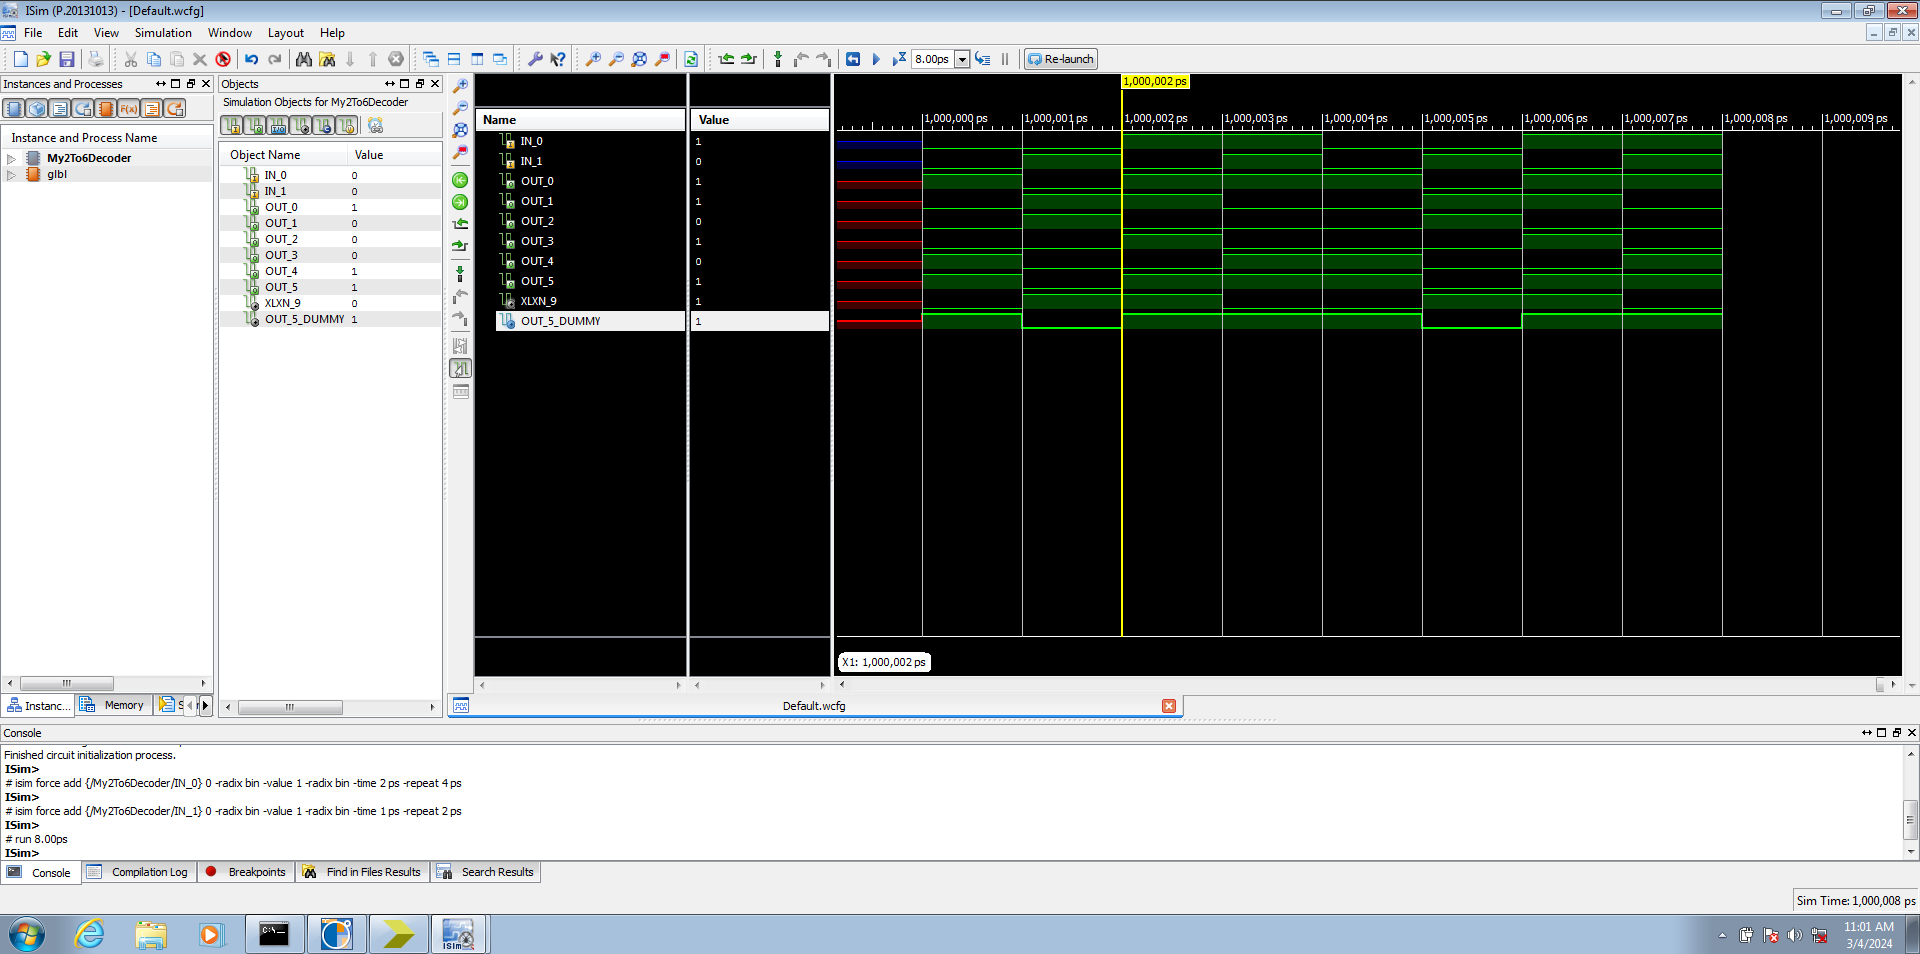 ISim (P.20131013) - [Default.wcfg]
File Edit View Simulation Window Layout Help
8.00ps Re-launch
Instances and Processes
Instance and Process Name
My2To6Decoder
glbl
Instanc... Memory
Objects
Simulation Objects for My2To6Decoder
Object Name Value
IN_0 0
IN_1 0
OUT_0 1
OUT_1 0
OUT_2 0
OUT_3 0
OUT_4 1
OUT_5 1
XLXN_9 0
OUT_5_DUMMY 1
1,000,002 ps
Name Value
1,000,000 ps 1,000,001 ps 1,000,002 ps 1,000,003 ps 1,000,004 ps 1,000,005 ps 1,000,006 ps 1,000,007 ps 1,000,008 ps 1,000,009 ps
IN_0 1
IN_1 0
OUT_0 1
OUT_1 1
OUT_2 0
OUT_3 1
OUT_4 0
OUT_5 1
XLXN_9 1
OUT_5_DUMMY 1
X1: 1,000,002 ps
Default.wcfg
Console
Finished circuit initialization process.
ISim>
# isim force add {/My2To6Decoder/IN_0} 0 -radix bin -value 1 -radix bin -time 2 ps -repeat 4 ps
ISim>
# isim force add {/My2To6Decoder/IN_1} 0 -radix bin -value 1 -radix bin -time 1 ps -repeat 2 ps
ISim>
# run 8.00ps
ISim>
Console Compilation Log Breakpoints Find in Files Results Search Results
Sim Time: 1,000,008 ps
ISim
11:01 AM
3/4/2024